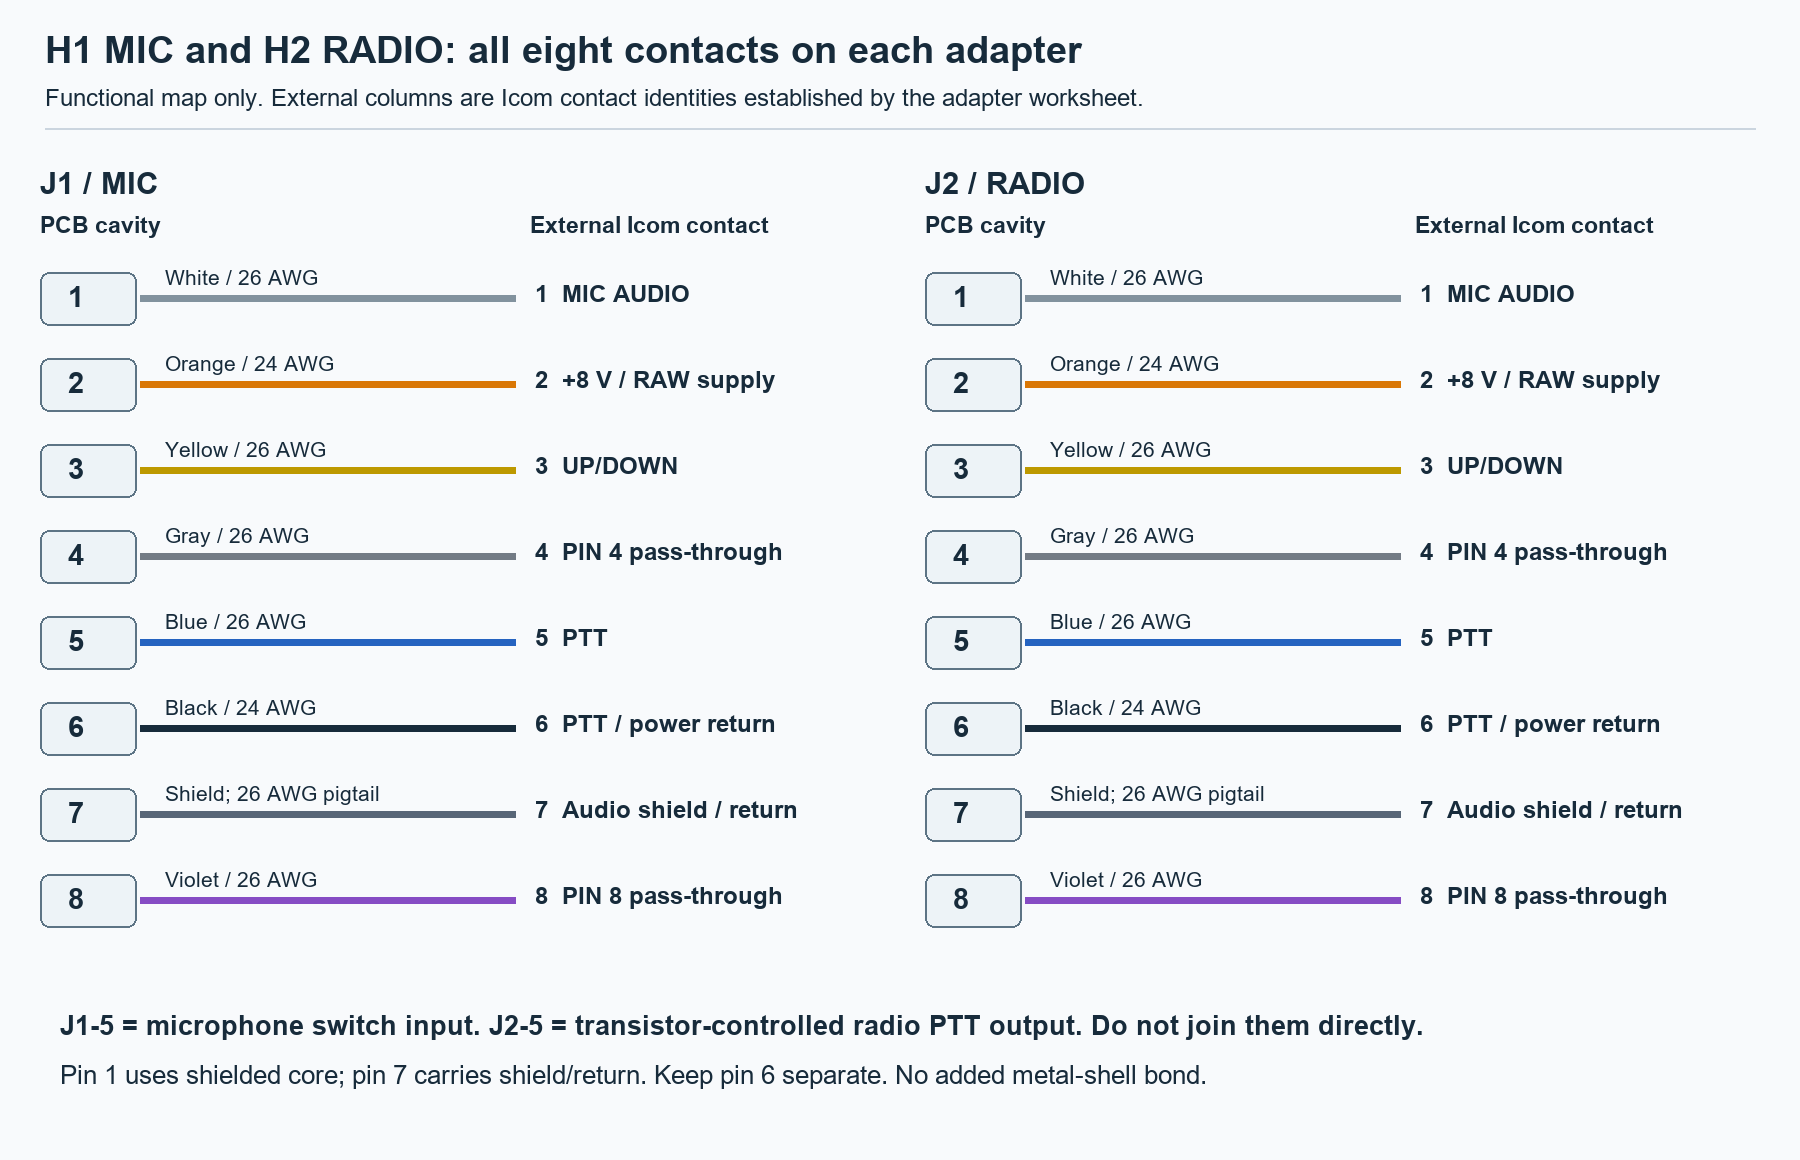 H1 MIC and H2 RADIO: all eight contacts on each adapter
Functional map only. External columns are Icom contact identities established by the adapter worksheet.
J1 / MIC
PCB cavity
External Icom contact
1
White / 26 AWG
1 MIC AUDIO
2
Orange / 24 AWG
2 +8 V / RAW supply
3
Yellow / 26 AWG
3 UP/DOWN
4
Gray / 26 AWG
4 PIN 4 pass-through
5
Blue / 26 AWG
5 PTT
6
Black / 24 AWG
6 PTT / power return
7
Shield; 26 AWG pigtail
7 Audio shield / return
8
Violet / 26 AWG
8 PIN 8 pass-through
J2 / RADIO
PCB cavity
External Icom contact
1
White / 26 AWG
1 MIC AUDIO
2
Orange / 24 AWG
2 +8 V / RAW supply
3
Yellow / 26 AWG
3 UP/DOWN
4
Gray / 26 AWG
4 PIN 4 pass-through
5
Blue / 26 AWG
5 PTT
6
Black / 24 AWG
6 PTT / power return
7
Shield; 26 AWG pigtail
7 Audio shield / return
8
Violet / 26 AWG
8 PIN 8 pass-through
J1-5 = microphone switch input. J2-5 = transistor-controlled radio PTT output. Do not join them directly.
Pin 1 uses shielded core; pin 7 carries shield/return. Keep pin 6 separate. No added metal-shell bond.